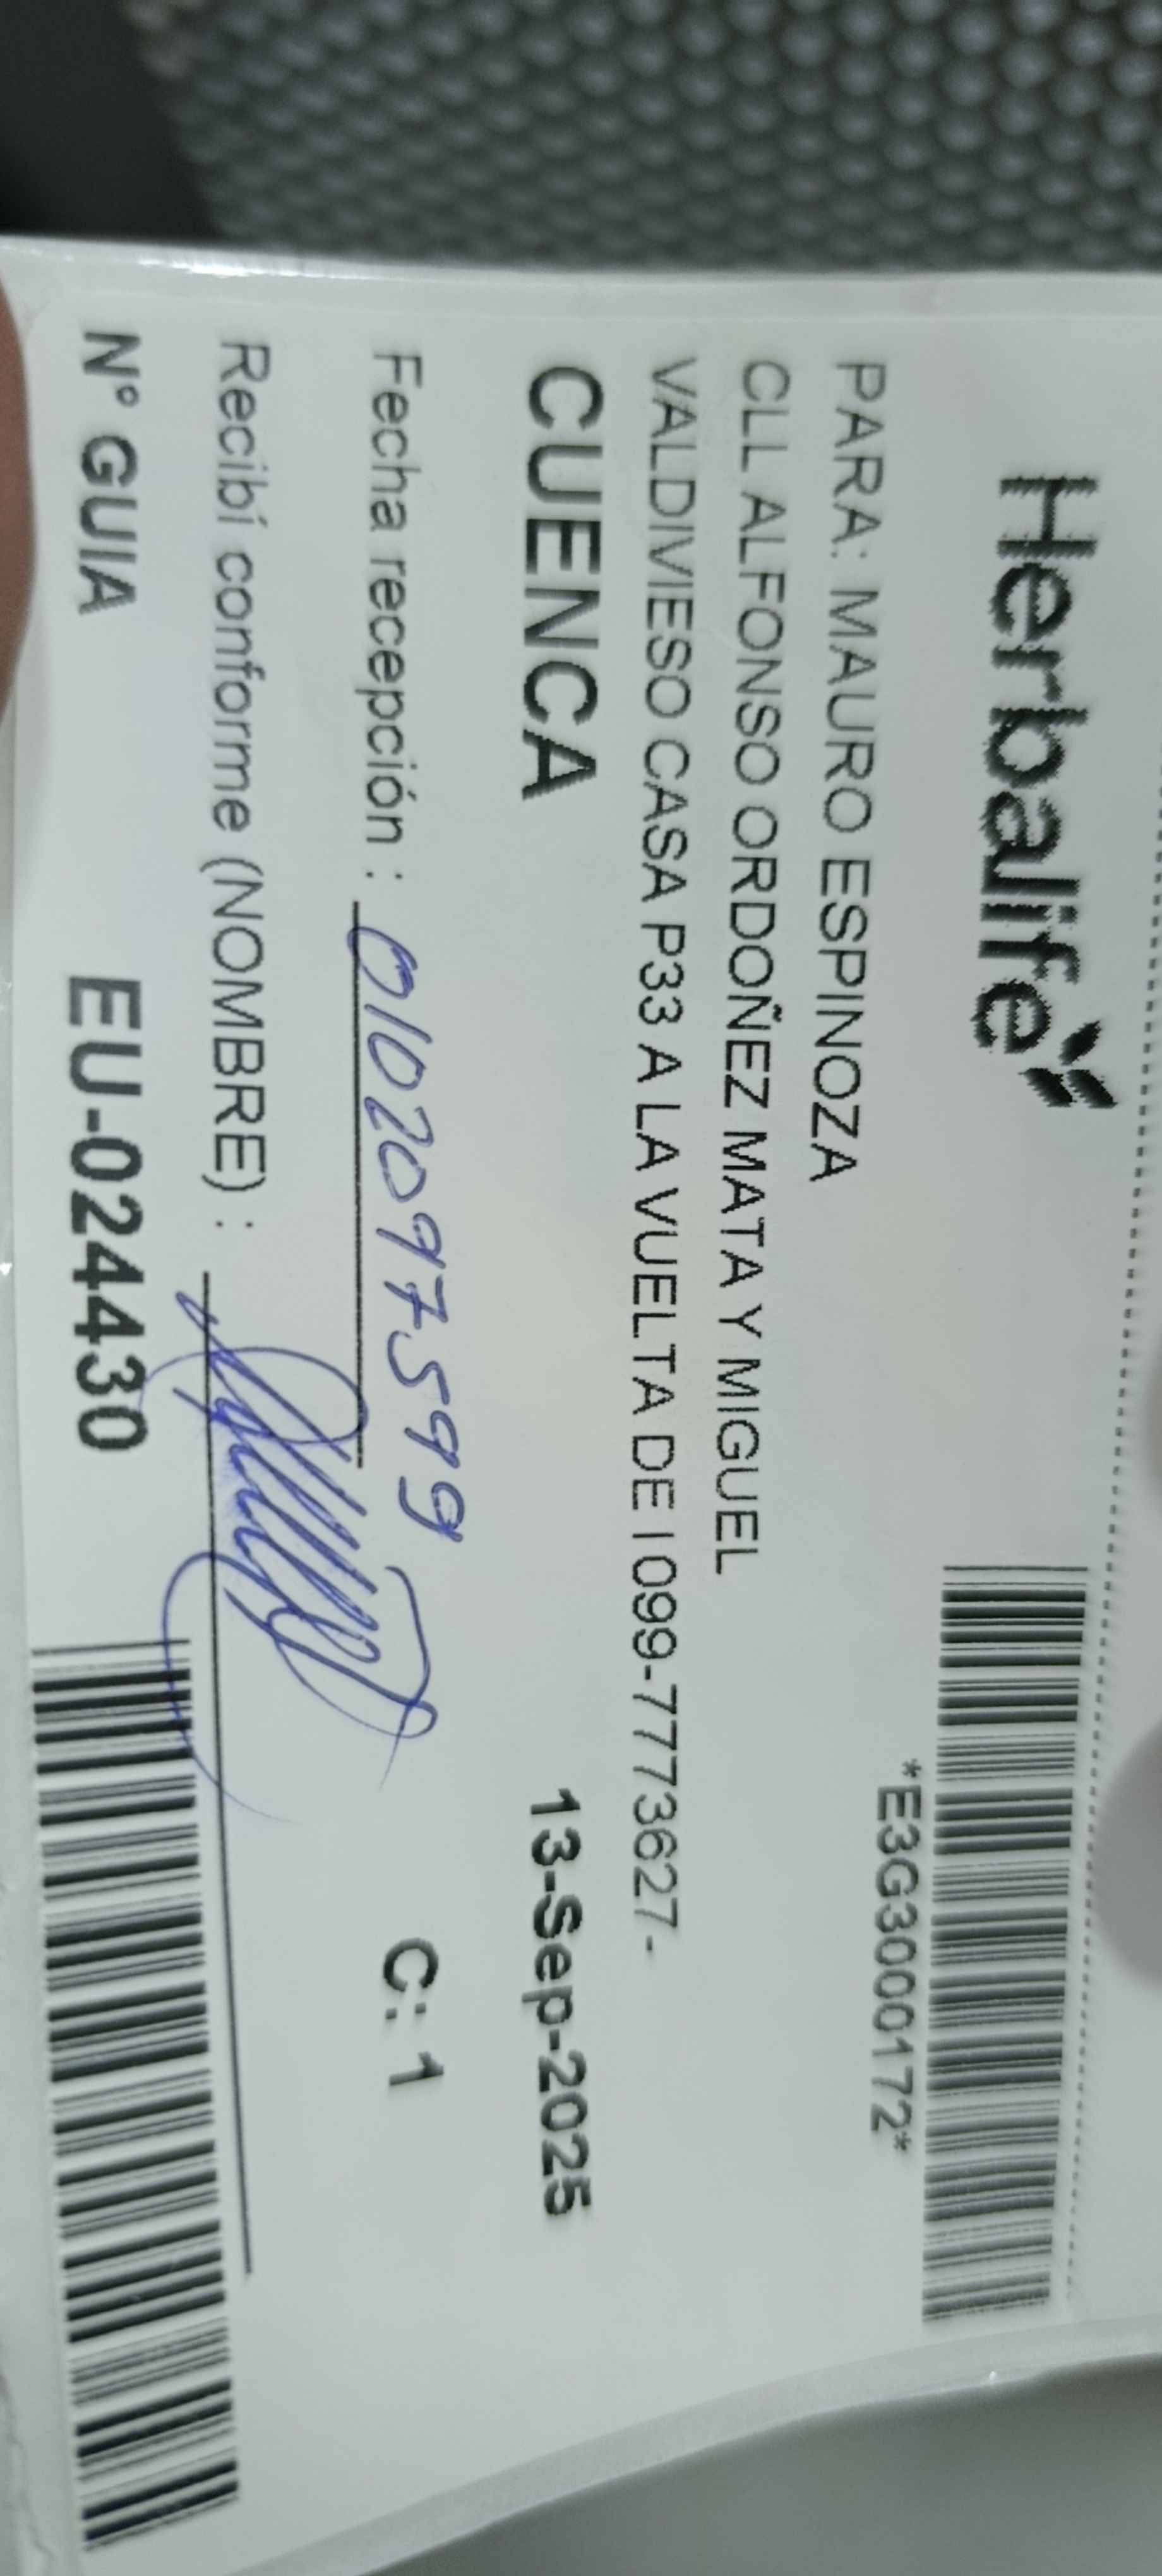 Herbalife
*E3G3000172*
PARA: MAURO ESPINOZA
CLL ALFONSO ORDOÑEZ MATA Y MIGUEL
VALDIVIESO CASA P33 A LA VUELTA DE l 099-7773627-
CUENCA 13-Sep-2025
Fecha recepción : 0102097599 C: 1
Recibí conforme (NOMBRE) :
Nº GUIA EU-024430